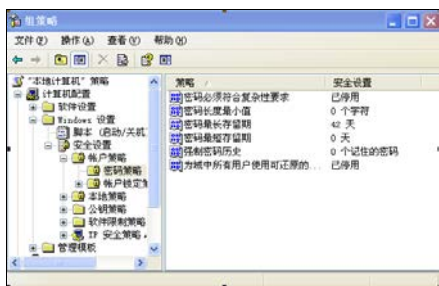 组策略
文件(F) 操作(A) 查看(V) 帮助(H)
"本地计算机" 策略
计算机配置
软件设置
Windows 设置
脚本 (启动/关机
安全设置
帐户策略
密码策略
帐户锁定策
本地策略
公钥策略
软件限制策略
IP 安全策略,
管理模板
策略 / 安全设置
密码必须符合复杂性要求 已停用
密码长度最小值 0 个字符
密码最长存留期 42 天
密码最短存留期 0 天
强制密码历史 0 个记住的密码
为域中所有用户使用可还原的... 已停用